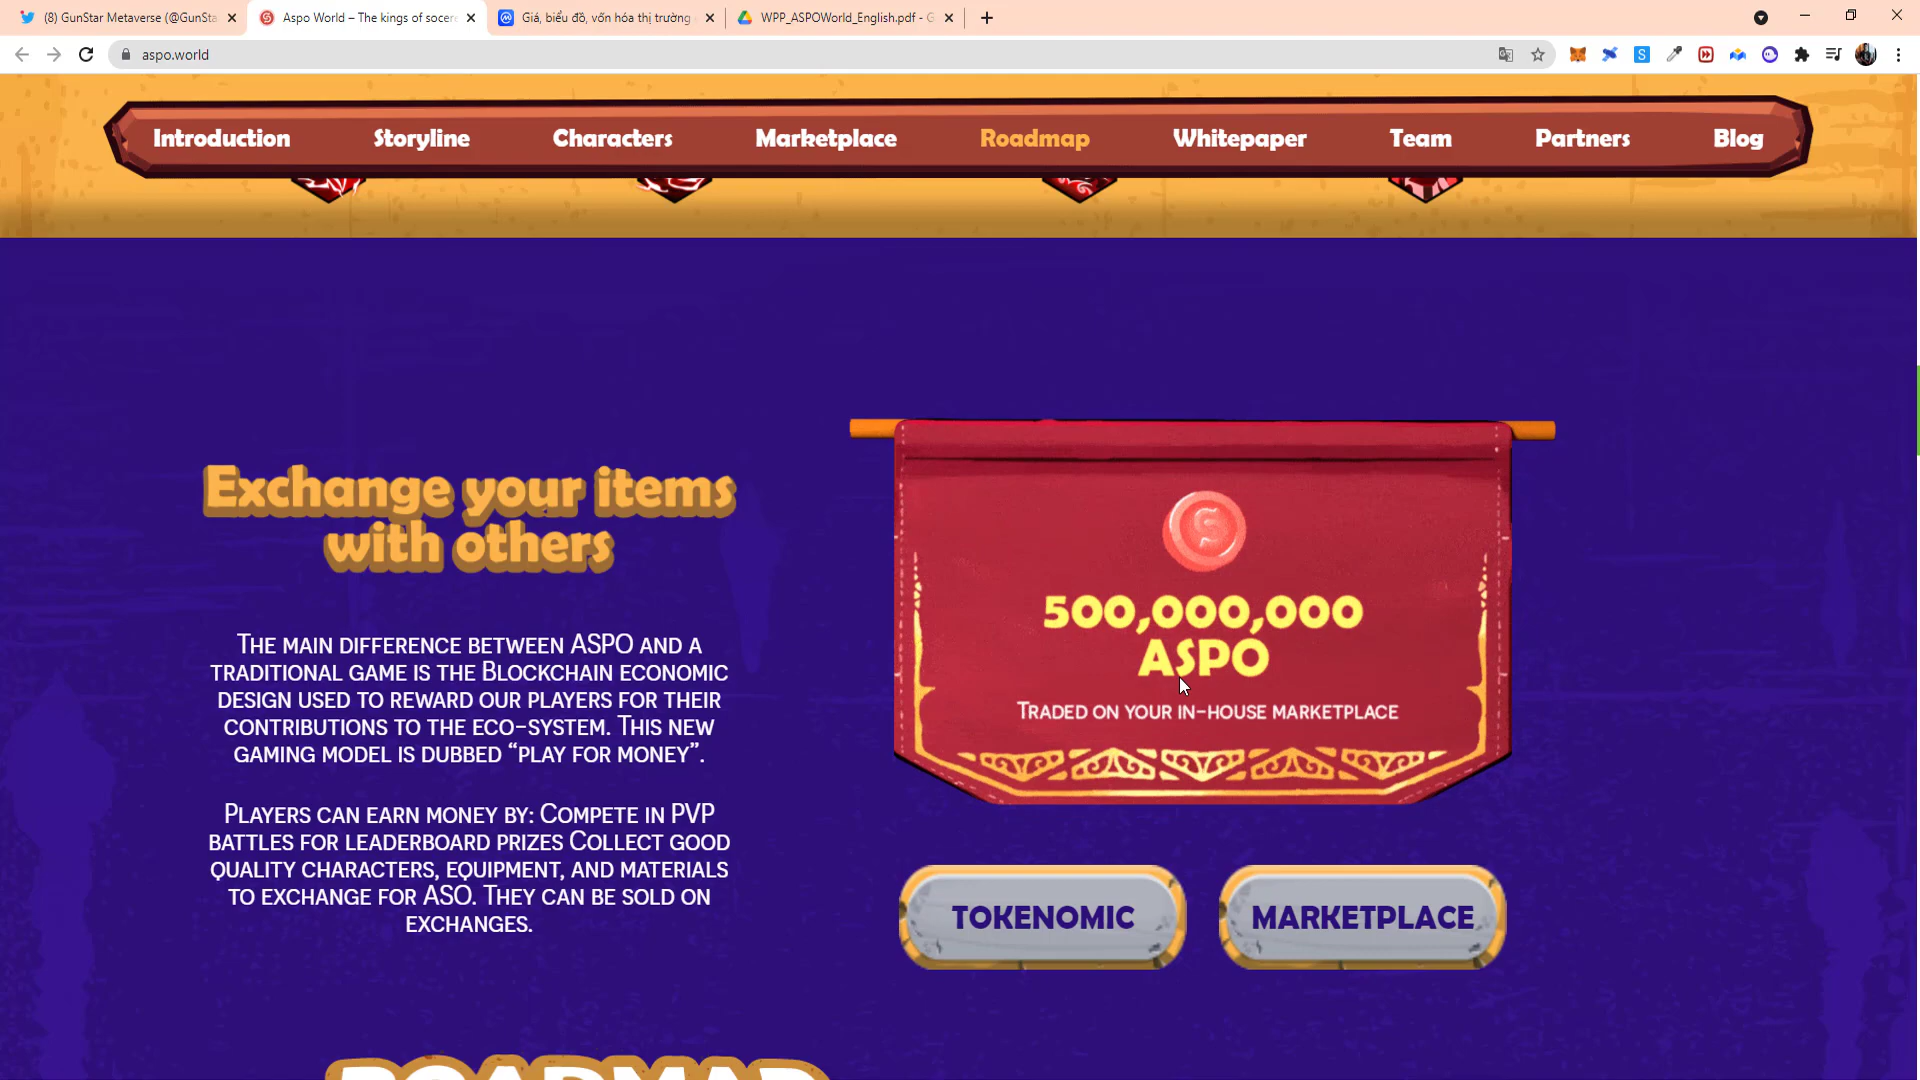 (8) GunStar Metaverse (@GunSta
Aspo World – The kings of socere
Giá, biểu đồ, vốn hóa thị trường
WPP_ASPOWorld_English.pdf - G
aspo.world
Introduction
Storyline
Characters
Marketplace
Roadmap
Whitepaper
Team
Partners
Blog
Exchange your items
with others
The main difference between ASPO and a
traditional game is the Blockchain economic
design used to reward our players for their
contributions to the eco-system. This new
gaming model is dubbed “play for money”.
Players can earn money by: Compete in PVP
battles for leaderboard prizes Collect good
quality characters, equipment, and materials
to exchange for ASO. They can be sold on
exchanges.
500,000,000
ASPO
Traded on your in-house marketplace
TOKENOMIC
MARKETPLACE
ROADMAP